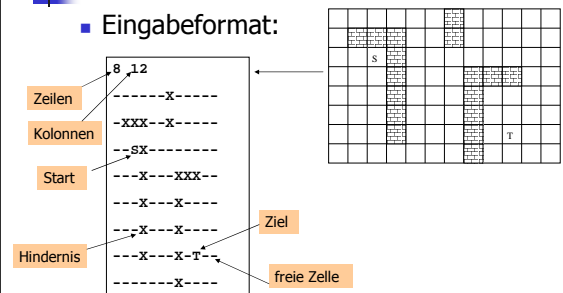 Eingabeformat:
8 12
------X-----
-XXX--X-----
--SX--------
---X---XXX--
---X---X----
---X---X----
---X---X-T--
-------X----
Zeilen
Kolonnen
Start
Hindernis
Ziel
freie Zelle
S
T